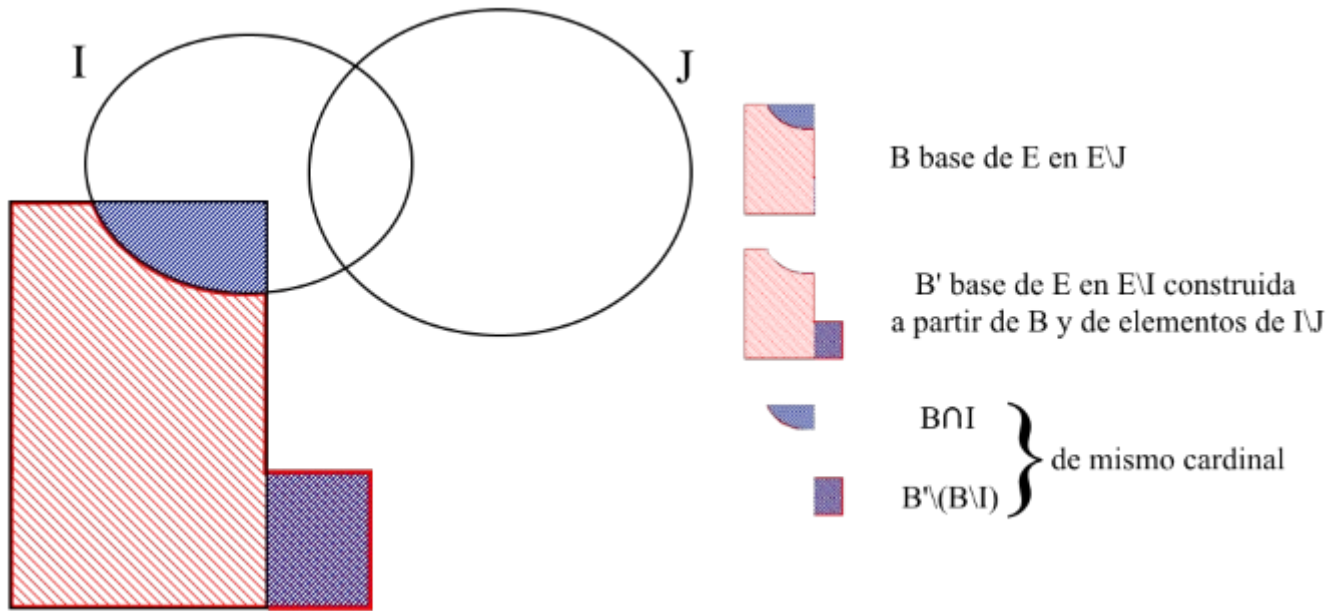 I
J
B base de E en E\J
B' base de E en E\I construida
a partir de B y de elementos de I\J
B∩I
de mismo cardinal
B'\(B\I)